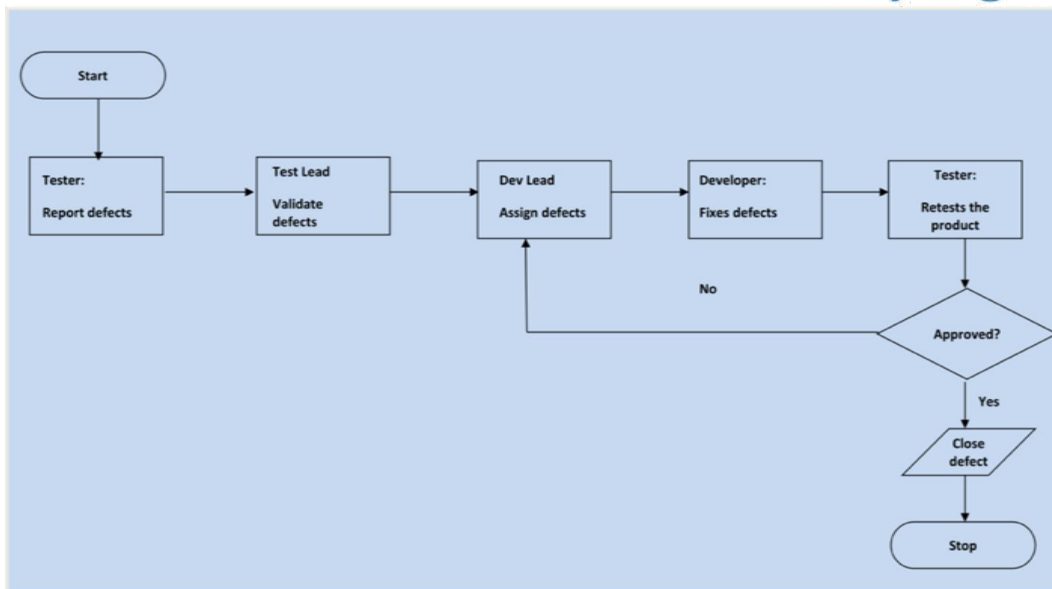 Start
Tester:
Report defects
Test Lead
Validate
defects
Dev Lead
Assign defects
Developer:
Fixes defects
Tester:
Retests the
product
No
Approved?
Yes
Close
defect
Stop